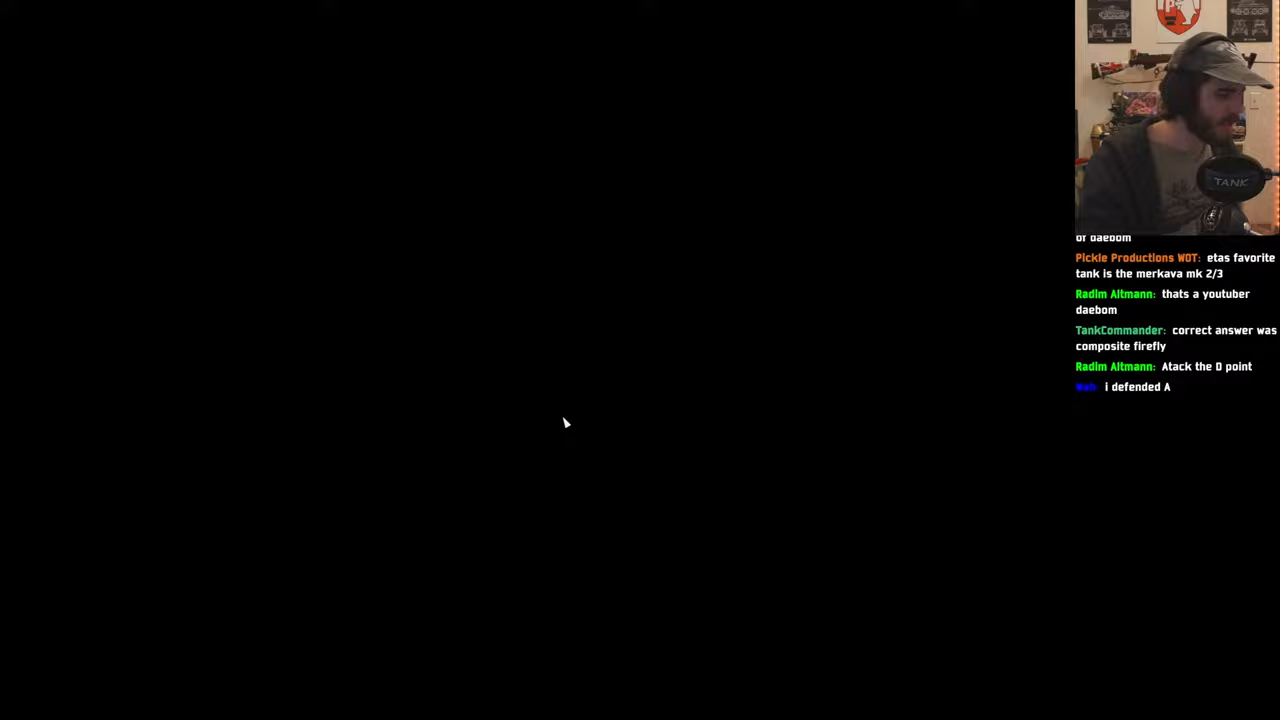 TANK
of daebom
Pickle Productions WOT: etas favorite
tank is the merkava mk 2/3
Radim Altmann: thats a youtuber
daebom
TankCommander: correct answer was
composite firefly
Radim Altmann: Atack the D point
i defended A